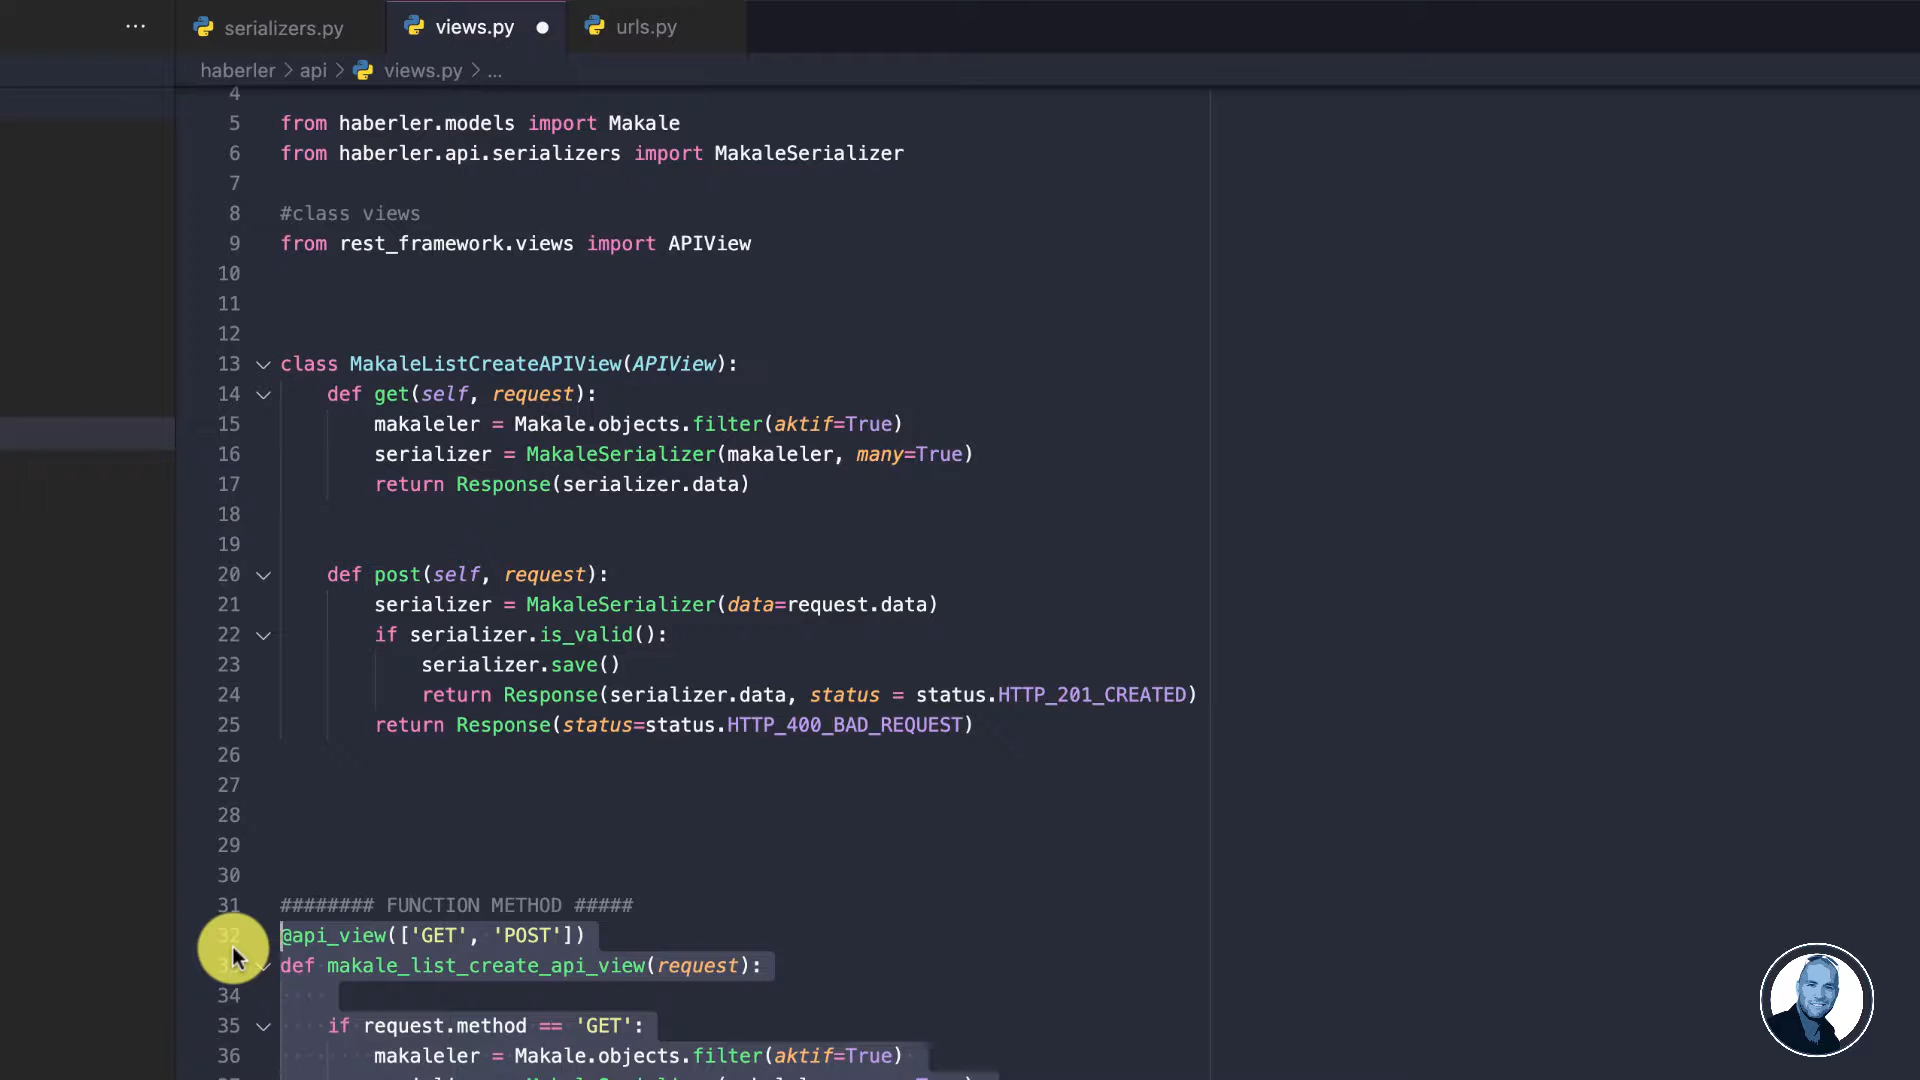 serializers.py views.py urls.py
haberler > api > views.py > ...
4
5 from haberler.models import Makale
6 from haberler.api.serializers import MakaleSerializer
7
8 #class views
9 from rest_framework.views import APIView
10
11
12
13 class MakaleListCreateAPIView(APIView):
14 def get(self, request):
15 makaleler = Makale.objects.filter(aktif=True)
16 serializer = MakaleSerializer(makaleler, many=True)
17 return Response(serializer.data)
18
19
20 def post(self, request):
21 serializer = MakaleSerializer(data=request.data)
22 if serializer.is_valid():
23 serializer.save()
24 return Response(serializer.data, status = status.HTTP_201_CREATED)
25 return Response(status=status.HTTP_400_BAD_REQUEST)
26
27
28
29
30
31 ######## FUNCTION METHOD #####
32 @api_view(['GET', 'POST'])
33 def makale_list_create_api_view(request):
34
35 if request.method == 'GET':
36 makaleler = Makale.objects.filter(aktif=True)